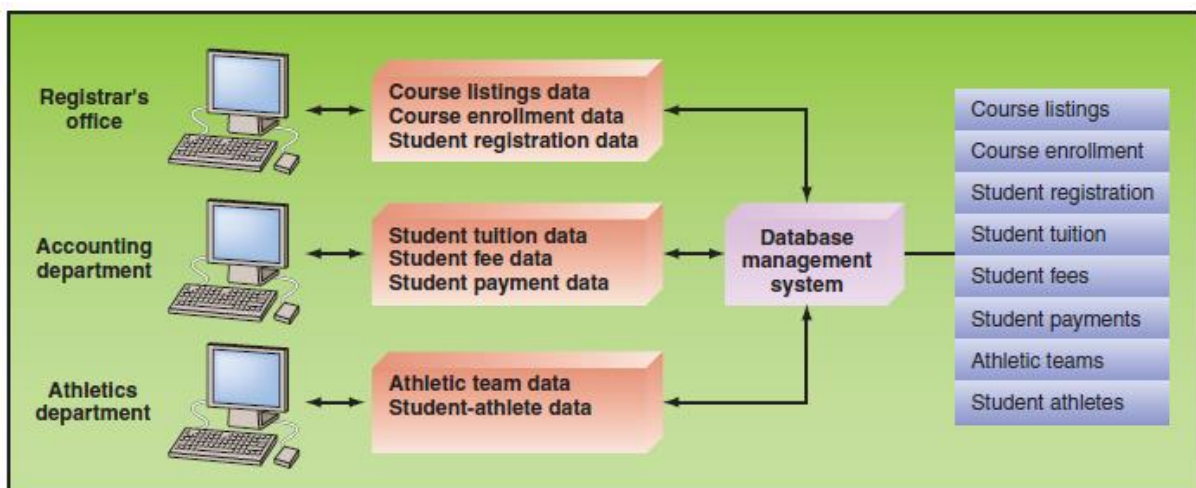 Registrar's
office
Course listings data
Course enrollment data
Student registration data
Accounting
department
Student tuition data
Student fee data
Student payment data
Athletics
department
Athletic team data
Student-athlete data
Database
management
system
Course listings
Course enrollment
Student registration
Student tuition
Student fees
Student payments
Athletic teams
Student athletes